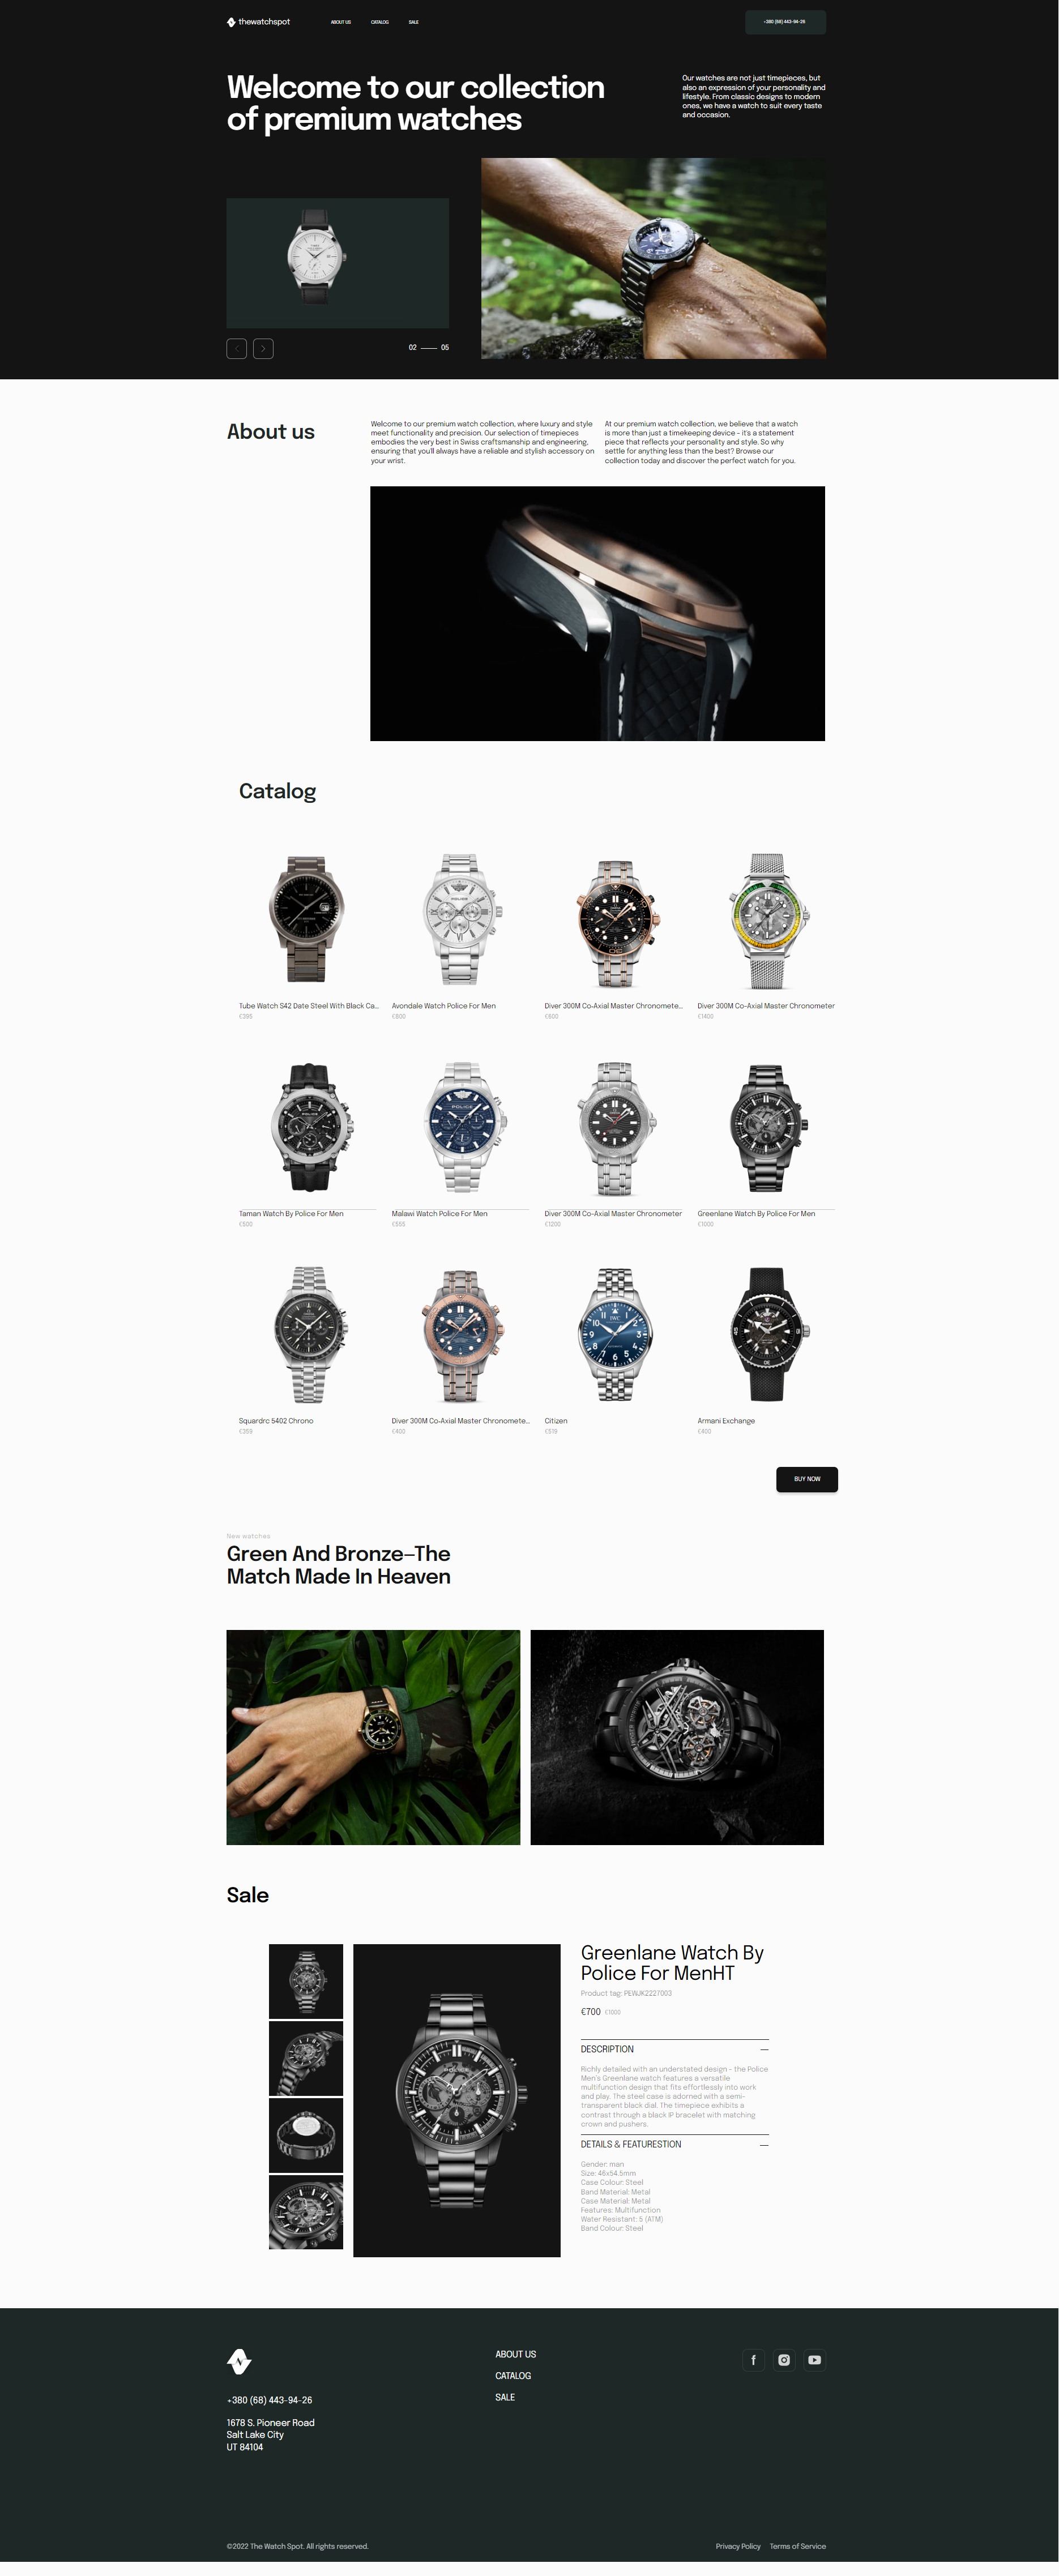 thewatchspot
ABOUT US
CATALOG
SALE
+380 (68) 443-94-26
Welcome to our collection
of premium watches
Our watches are not just timepieces, but
also an expression of your personality and
lifestyle. From classic designs to modern
ones, we have a watch to suit every taste
and occasion.
02
05
About us
Welcome to our premium watch collection, where luxury and style
meet functionality and precision. Our selection of timepieces
embodies the very best in Swiss craftsmanship and engineering,
ensuring that you'll always have a reliable and stylish accessory on
your wrist.
At our premium watch collection, we believe that a watch
is more than just a timekeeping device - it's a statement
piece that reflects your personality and style. So why
settle for anything less than the best? Browse our
collection today and discover the perfect watch for you.
Catalog
Tube Watch S42 Date Steel With Black Ca...
€395
Avondale Watch Police For Men
€800
Diver 300M Co-Axial Master Chronomete...
€600
Diver 300M Co-Axial Master Chronometer
€1400
Taman Watch By Police For Men
€500
Malawi Watch Police For Men
€555
Diver 300M Co-Axial Master Chronometer
€1200
Greenlane Watch By Police For Men
€1000
Squardrc 5402 Chrono
€359
Diver 300M Co-Axial Master Chronomete...
€400
Citizen
€519
Armani Exchange
€400
BUY NOW
New watches
Green And Bronze—The
Match Made In Heaven
Sale
Greenlane Watch By
Police For MenHT
Product tag: PEWJK2227003
€700 €1000
DESCRIPTION
Richly detailed with an understated design – the Police
Men's Greenlane watch features a versatile
multifunction design that fits effortlessly into work
and play. The steel case is adorned with a semi-
transparent black dial. The timepiece exhibits a
contrast through a black IP bracelet with matching
crown and pushers.
DETAILS & FEATURESTION
Gender: man
Size: 46x54.5mm
Case Colour: Steel
Band Material: Metal
Case Material: Metal
Features: Multifunction
Water Resistant: 5 (ATM)
Band Colour: Steel
+380 (68) 443-94-26
1678 S. Pioneer Road
Salt Lake City
UT 84104
ABOUT US
CATALOG
SALE
©2022 The Watch Spot. All rights reserved.
Privacy Policy
Terms of Service